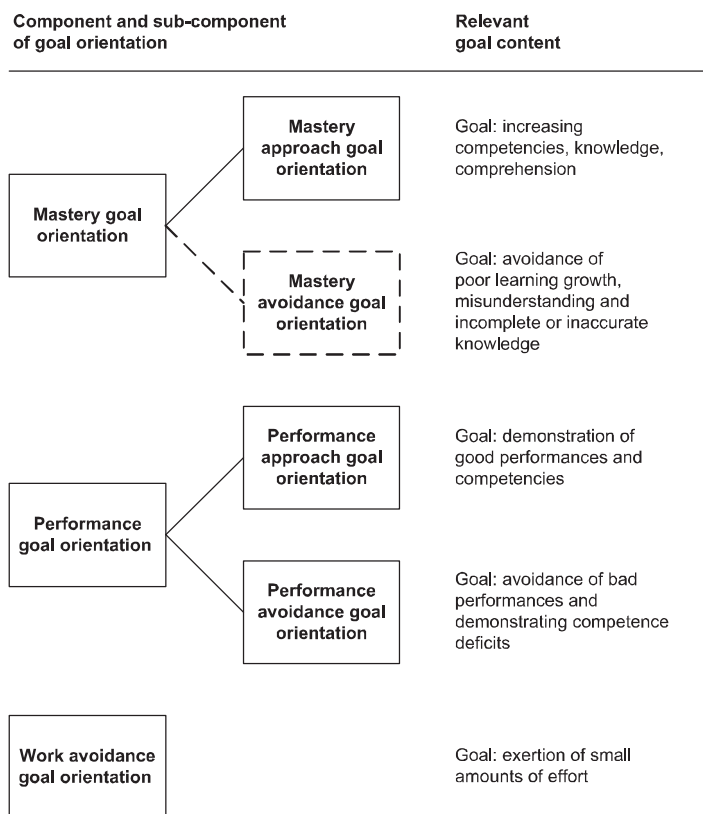 Component and sub-component
of goal orientation
Relevant
goal content
Mastery goal
orientation
Mastery
approach goal
orientation
Goal: increasing
competencies, knowledge,
comprehension
Mastery
avoidance goal
orientation
Goal: avoidance of
poor learning growth,
misunderstanding and
incomplete or inaccurate
knowledge
Performance
goal orientation
Performance
approach goal
orientation
Goal: demonstration of
good performances and
competencies
Performance
avoidance goal
orientation
Goal: avoidance of bad
performances and
demonstrating competence
deficits
Work avoidance
goal orientation
Goal: exertion of small
amounts of effort